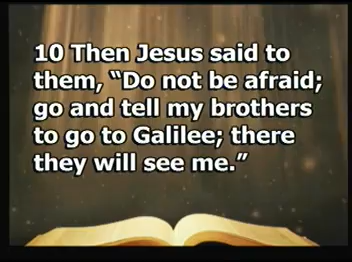 10 Then Jesus said to
them, “Do not be afraid;
go and tell my brothers
to go to Galilee; there
they will see me.”